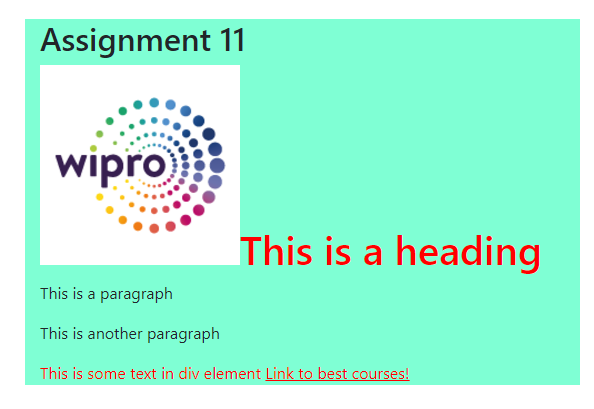 Assignment 11
wipro
This is a heading
This is a paragraph
This is another paragraph
This is some text in div element Link to best courses!